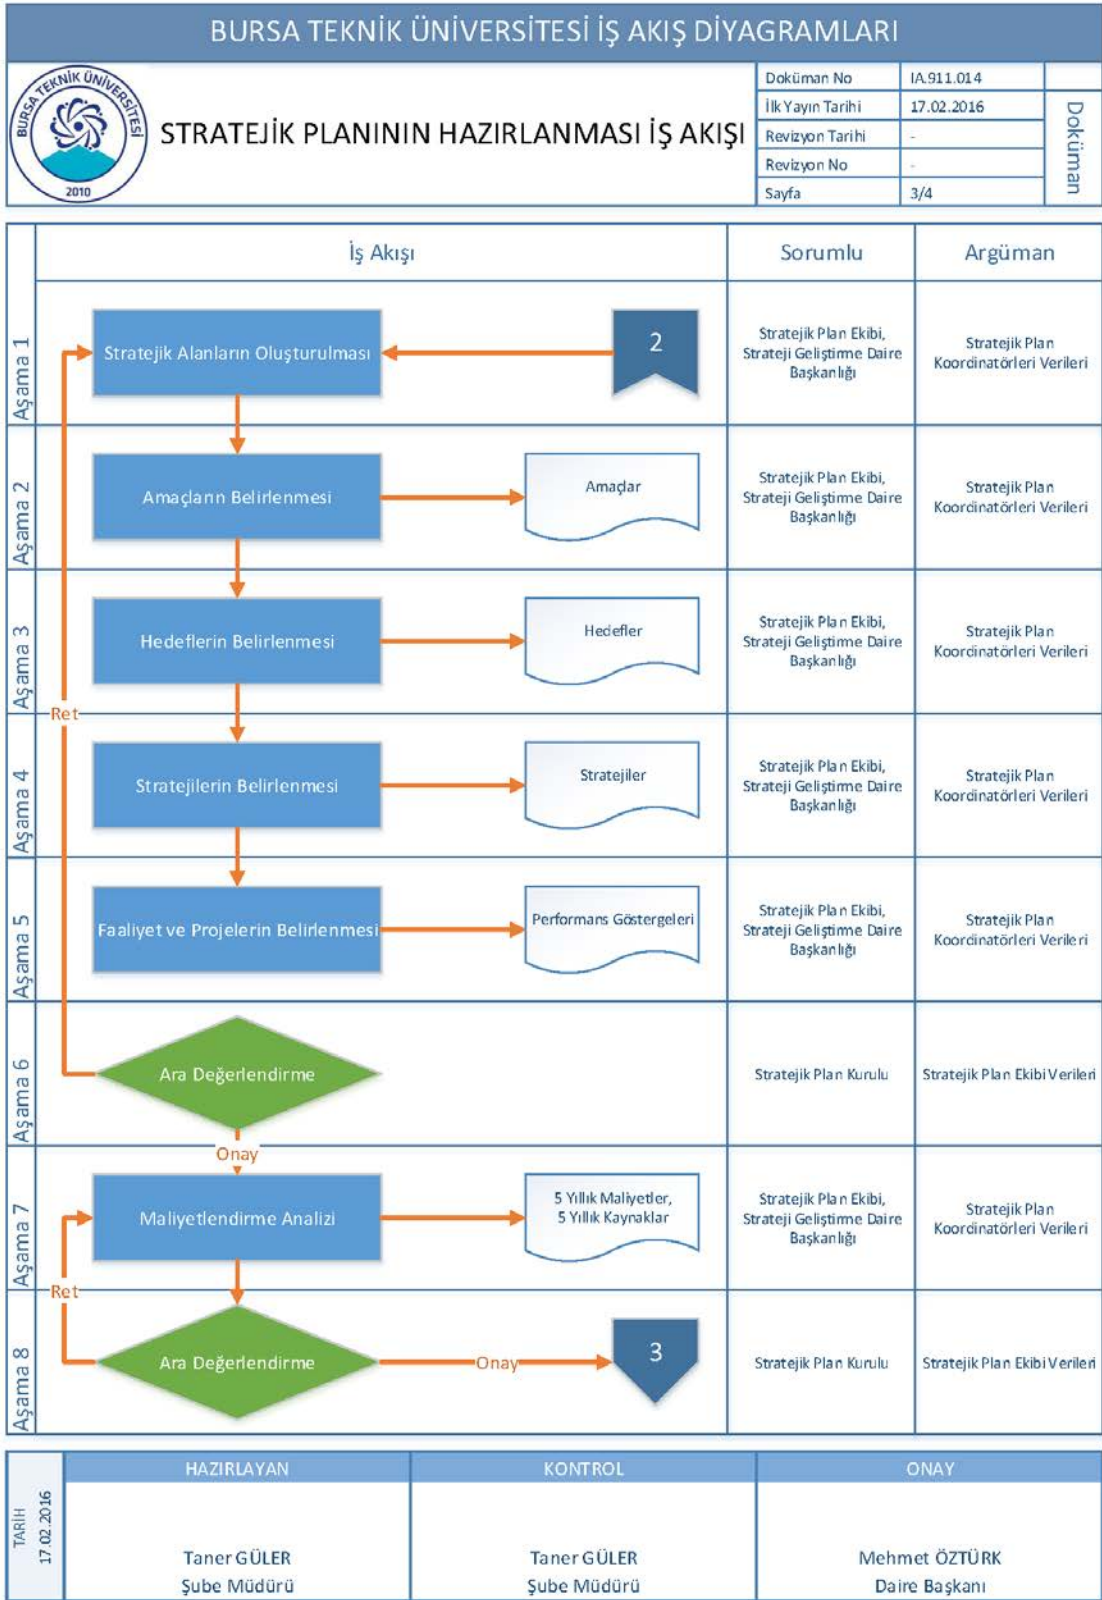 BURSA TEKNİK ÜNİVERSİTESİ İŞ AKIŞ DİYAGRAMLARI
BURSA TEKNİK ÜNİVERSİTESİ
2010
STRATEJİK PLANININ HAZIRLANMASI İŞ AKIŞI
Doküman No IA.911.014
İlk Yayın Tarihi 17.02.2016
Revizyon Tarihi -
Revizyon No -
Sayfa 3/4
Doküman
İş Akışı Sorumlu Argüman
Aşama 1
Stratejik Alanların Oluşturulması
2
Stratejik Plan Ekibi,
Strateji Geliştirme Daire
Başkanlığı
Stratejik Plan
Koordinatörleri Verileri
Aşama 2
Amaçların Belirlenmesi
Amaçlar
Stratejik Plan Ekibi,
Strateji Geliştirme Daire
Başkanlığı
Stratejik Plan
Koordinatörleri Verileri
Aşama 3
Hedeflerin Belirlenmesi
Hedefler
Stratejik Plan Ekibi,
Strateji Geliştirme Daire
Başkanlığı
Stratejik Plan
Koordinatörleri Verileri
Ret
Aşama 4
Stratejilerin Belirlenmesi
Stratejiler
Stratejik Plan Ekibi,
Strateji Geliştirme Daire
Başkanlığı
Stratejik Plan
Koordinatörleri Verileri
Aşama 5
Faaliyet ve Projelerin Belirlenmesi
Performans Göstergeleri
Stratejik Plan Ekibi,
Strateji Geliştirme Daire
Başkanlığı
Stratejik Plan
Koordinatörleri Verileri
Aşama 6
Ara Değerlendirme
Stratejik Plan Kurulu
Stratejik Plan Ekibi Verileri
Onay
Aşama 7
Maliyetlendirme Analizi
5 Yıllık Maliyetler,
5 Yıllık Kaynaklar
Stratejik Plan Ekibi,
Strateji Geliştirme Daire
Başkanlığı
Stratejik Plan
Koordinatörleri Verileri
Ret
Aşama 8
Ara Değerlendirme
Onay
3
Stratejik Plan Kurulu
Stratejik Plan Ekibi Verileri
TARİH
17.02.2016
HAZIRLAYAN KONTROL ONAY
Taner GÜLER Taner GÜLER Mehmet ÖZTÜRK
Şube Müdürü Şube Müdürü Daire Başkanı